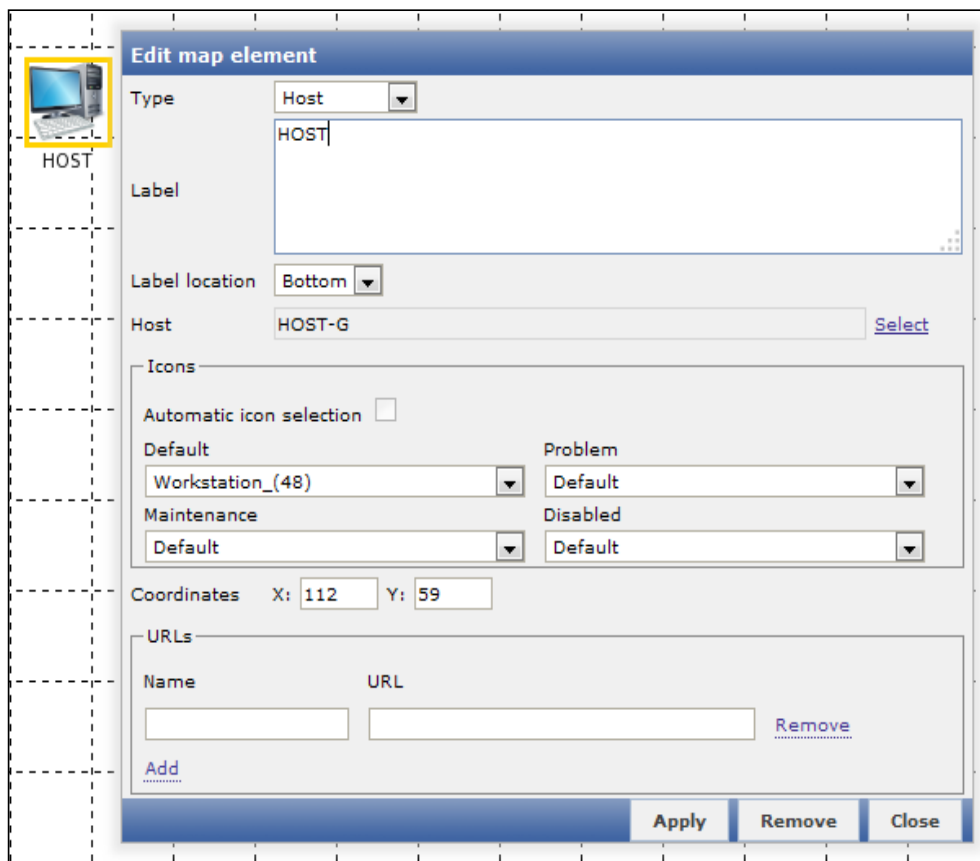 Edit map element
Type Host
HOST
HOST
Label
Label location Bottom
Host HOST-G Select
Icons
Automatic icon selection
Default Problem
Workstation_(48) Default
Maintenance Disabled
Default Default
Coordinates X: 112 Y: 59
URLs
Name URL
Remove
Add
Apply Remove Close